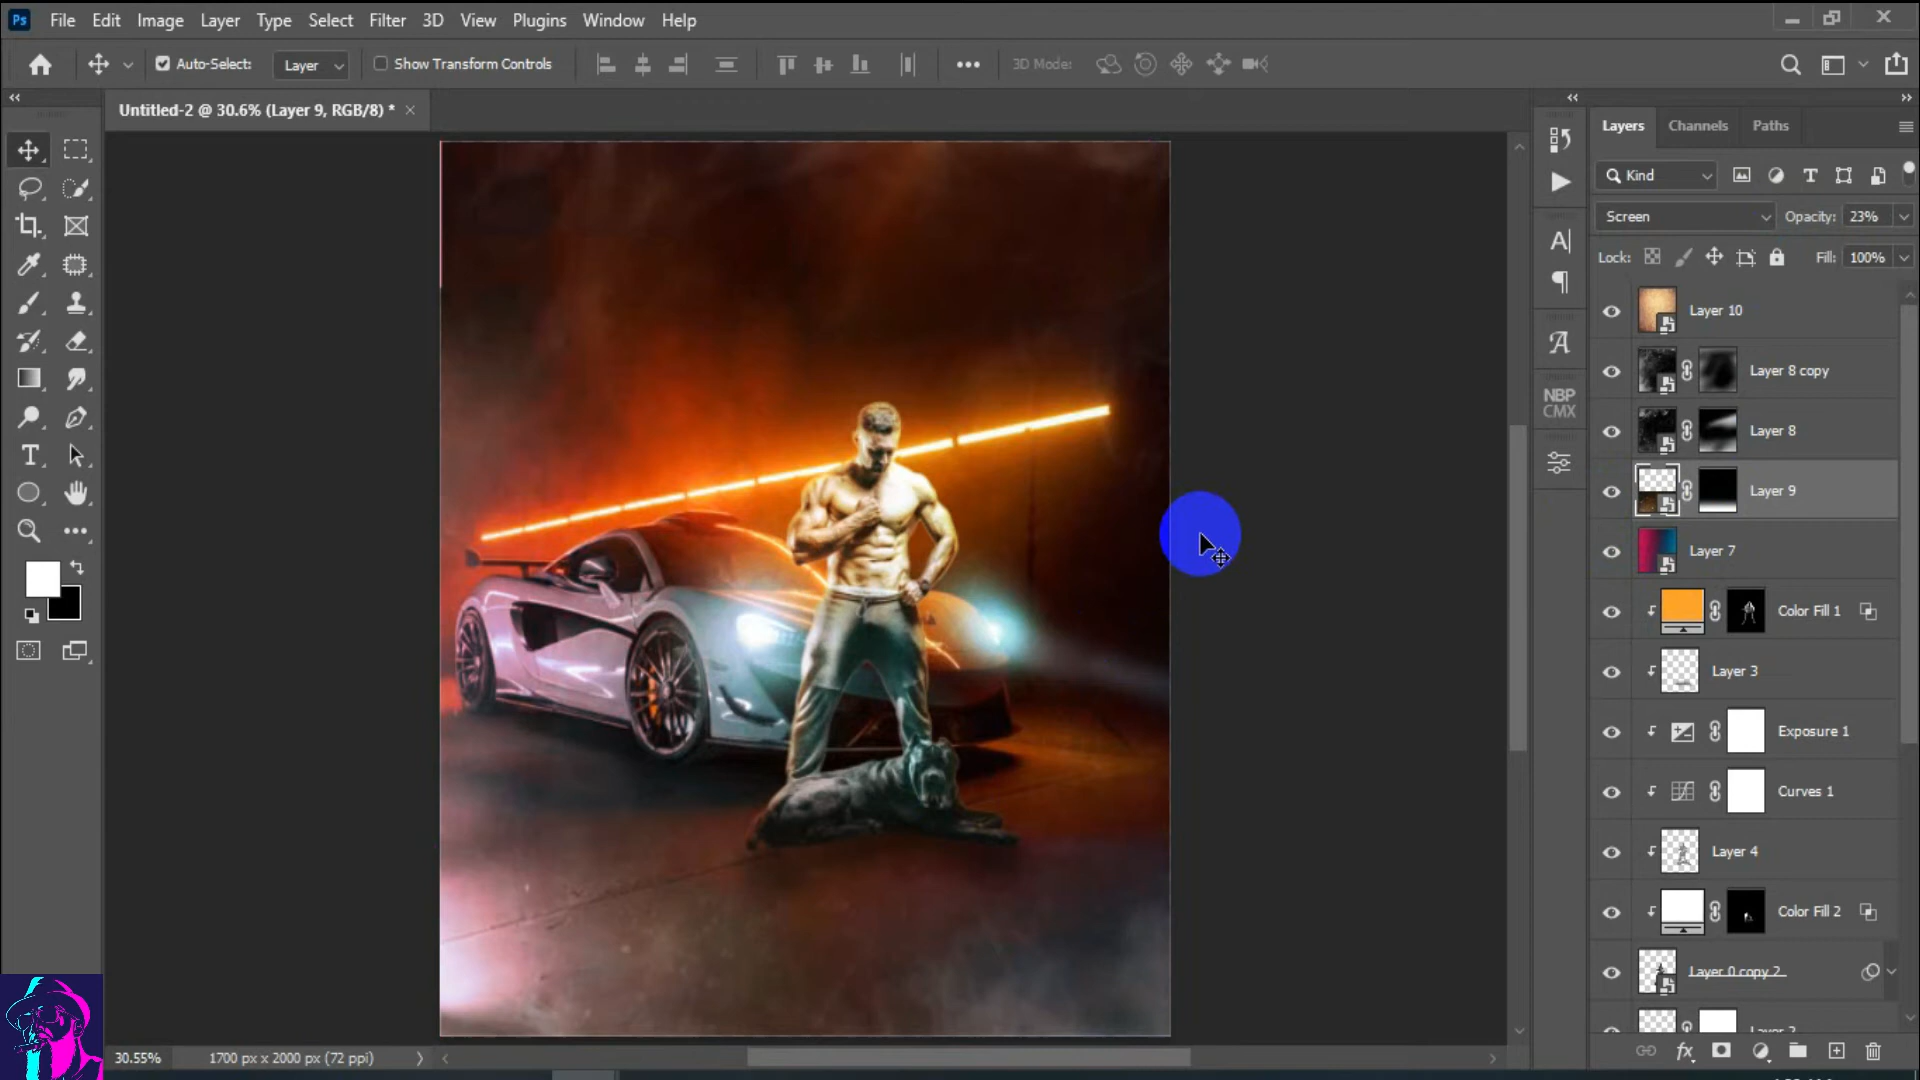 Ps File Edit Image Layer Type Select Filter 3D View Plugins Window Help
Auto-Select: Layer Show Transform Controls 3D Mode:
Untitled-2 @ 30.6% (Layer 9, RGB/8) *
Layers Channels Paths
Kind
Screen Opacity: 23%
Lock: Fill: 100%
Layer 10
Layer 8 copy
NBP
CMX
Layer 8
Layer 9
Layer 7
Color Fill 1
Layer 3
Exposure 1
Curves 1
Layer 4
Color Fill 2
Layer 0 copy 2
Layer 2
30.55% 1700 px x 2000 px (72 ppi)